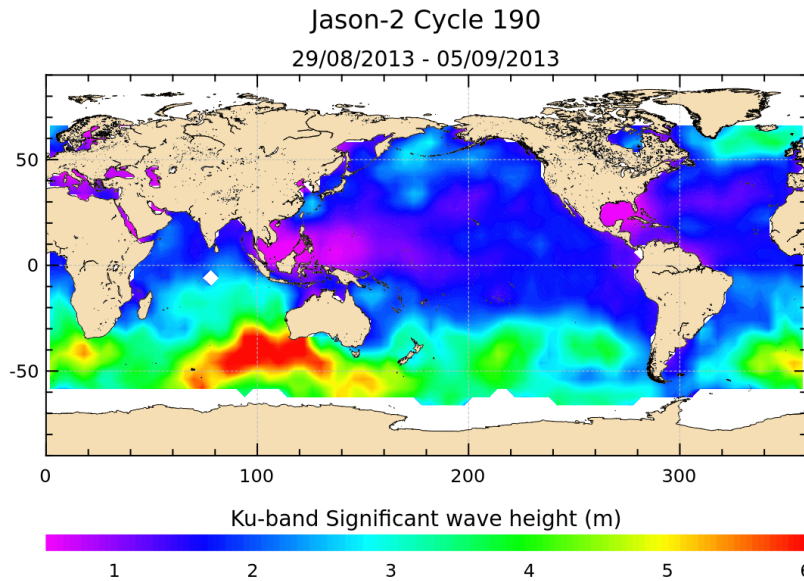 Jason-2 Cycle 190
29/08/2013 - 05/09/2013
50
0
-50
0 100 200 300
Ku-band Significant wave height (m)
1 2 3 4 5 6